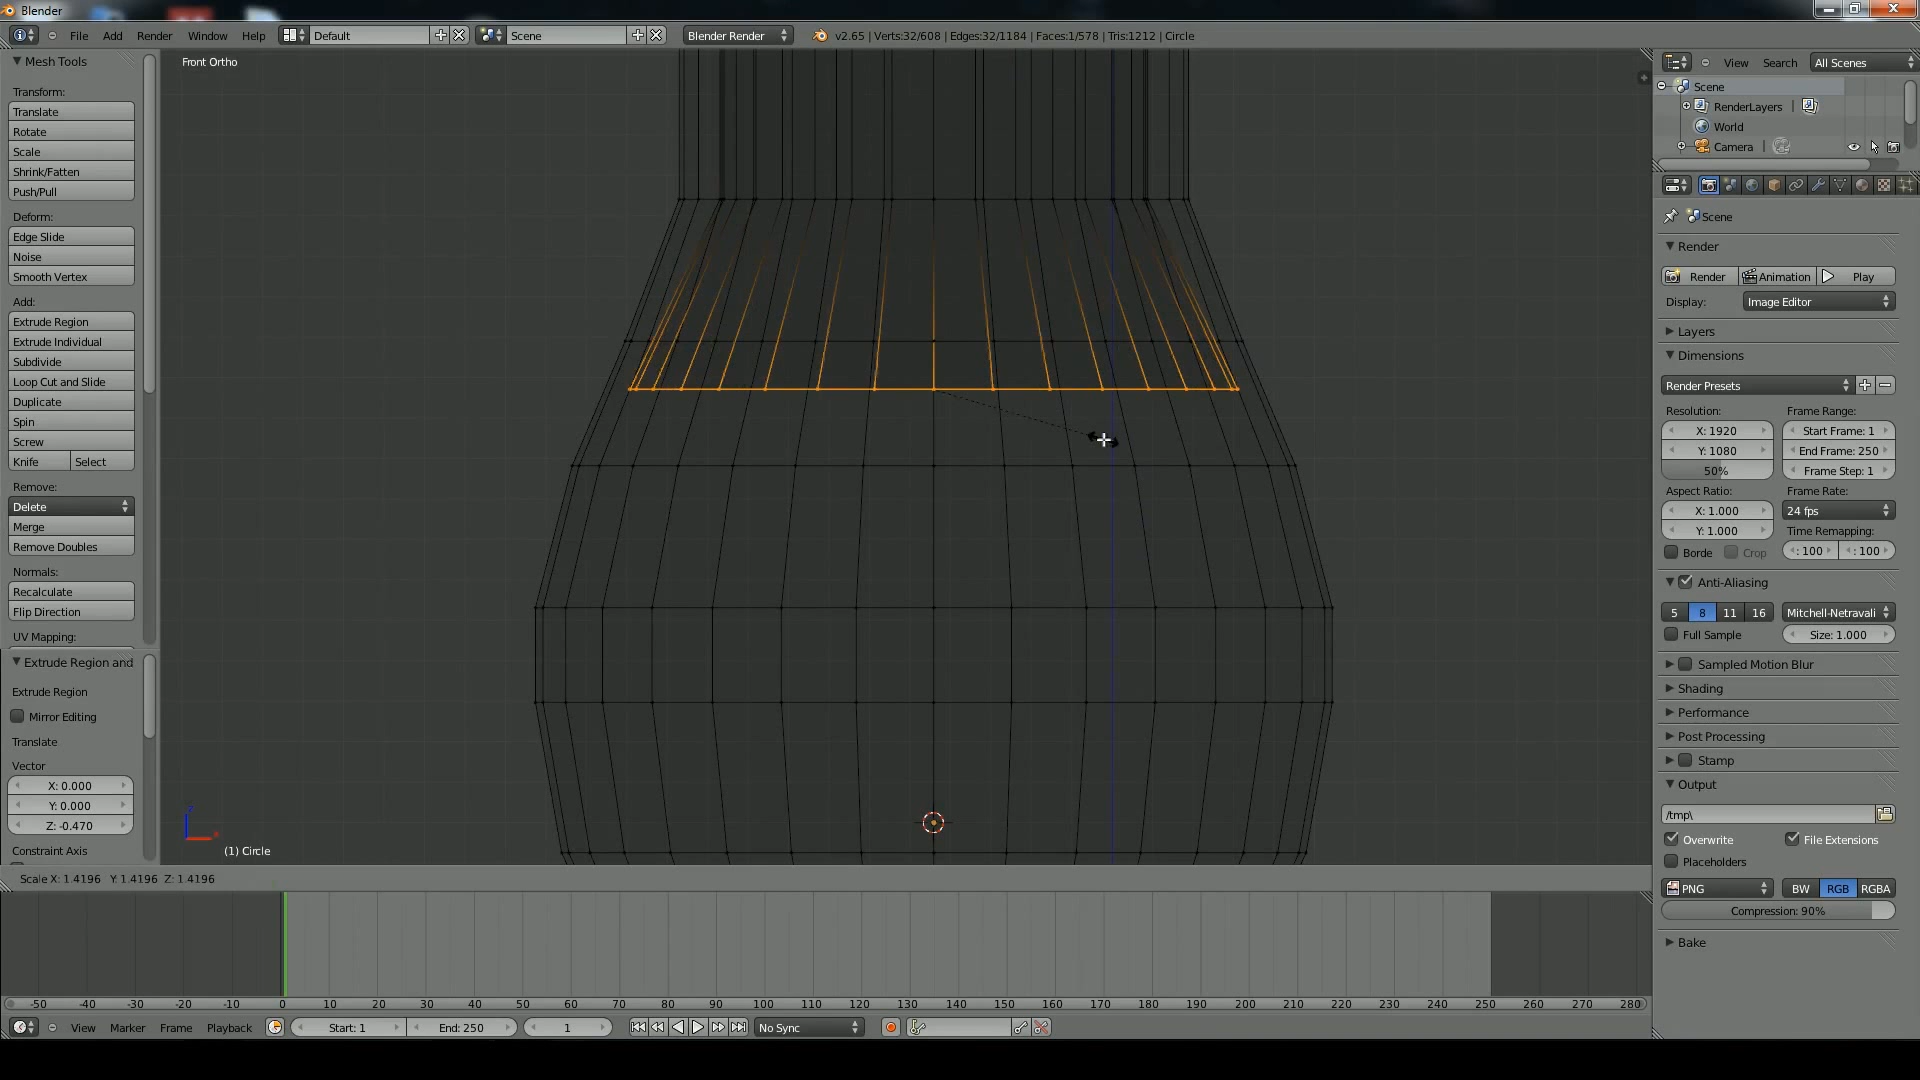 Blender
File Add Render Window Help Default Scene Blender Render v2.65 | Verts:32/608 | Edges:32/1184 | Faces:1/578 | Tris:1212 | Circle
Mesh Tools
Transform:
Translate
Rotate
Scale
Shrink/Fatten
Push/Pull
Deform:
Edge Slide
Noise
Smooth Vertex
Add:
Extrude Region
Extrude Individual
Subdivide
Loop Cut and Slide
Duplicate
Spin
Screw
Knife Select
Remove:
Delete
Merge
Remove Doubles
Normals:
Recalculate
Flip Direction
UV Mapping:
Extrude Region and
Extrude Region
Mirror Editing
Translate
Vector
X: 0.000
Y: 0.000
Z: -0.470
Constraint Axis
Front Ortho
(1) Circle
Scale X: 1.4196 Y: 1.4196 Z: 1.4196
-50 -40 -30 -20 -10 0 10 20 30 40 50 60 70 80 90 100 110 120 130 140 150 160 170 180 190 200 210 220 230 240 250 260 270 280
View Marker Frame Playback Start: 1 End: 250 1 No Sync
View Search All Scenes
Scene
RenderLayers |
World
Camera |
Scene
Render
Render Animation Play
Display: Image Editor
Layers
Dimensions
Render Presets
Resolution: Frame Range:
X: 1920 Start Frame: 1
Y: 1080 End Frame: 250
50% Frame Step: 1
Aspect Ratio: Frame Rate:
X: 1.000 24 fps
Y: 1.000 Time Remapping:
Borde Crop : 100 : 100
Anti-Aliasing
5 8 11 16 Mitchell-Netravali
Full Sample Size: 1.000
Sampled Motion Blur
Shading
Performance
Post Processing
Stamp
Output
/tmp\
Overwrite File Extensions
Placeholders
PNG BW RGB RGBA
Compression: 90%
Bake